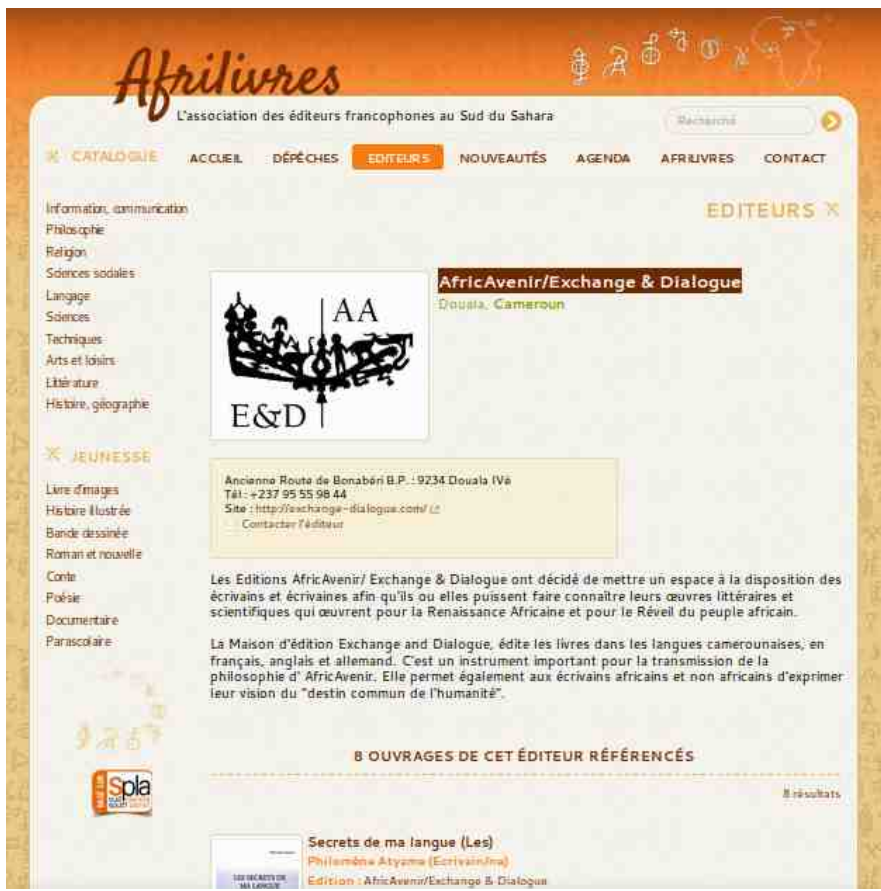 Afrilivres
L'association des éditeurs francophones au Sud du Sahara
Recherche
CATALOGUE
ACCUEIL DÉPÊCHES EDITEURS NOUVEAUTÉS AGENDA AFRILIVRES CONTACT
Information, communication
Philosophie
Religion
Sciences sociales
Langage
Sciences
Techniques
Arts et loisirs
Littérature
Histoire, géographie
JEUNESSE
Livre d'images
Histoire illustrée
Bande dessinée
Roman et nouvelle
Conte
Poésie
Documentaire
Parascolaire
Spla
EDITEURS
AA
E&D
AfricAvenir/Exchange & Dialogue
Douala, Cameroun
Ancienne Route de Bonabéri B.P. : 9234 Douala IVè
Tél : +237 95 55 98 44
Site : http://exchange-dialogue.com/
Contacter l'éditeur
Les Editions AfricAvenir/ Exchange & Dialogue ont décidé de mettre un espace à la disposition des
écrivains et écrivaines afin qu'ils ou elles puissent faire connaître leurs œuvres littéraires et
scientifiques qui œuvrent pour la Renaissance Africaine et pour le Réveil du peuple africain.
La Maison d'édition Exchange and Dialogue, édite les livres dans les langues camerounaises, en
français, anglais et allemand. C'est un instrument important pour la transmission de la
philosophie d' AfricAvenir. Elle permet également aux écrivains africains et non africains d'exprimer
leur vision du "destin commun de l'humanité".
8 OUVRAGES DE CET ÉDITEUR RÉFÉRENCÉS
8 résultats
LES SECRETS DE
MA LANGUE
Secrets de ma langue (Les)
Philomène Atyame (Ecrivain/ne)
Edition : AfricAvenir/Exchange & Dialogue